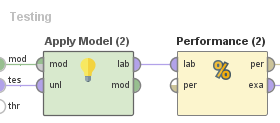 Testing
Apply Model (2)
Performance (2)
mod mod lab lab per
tes unl mod per exa
thr